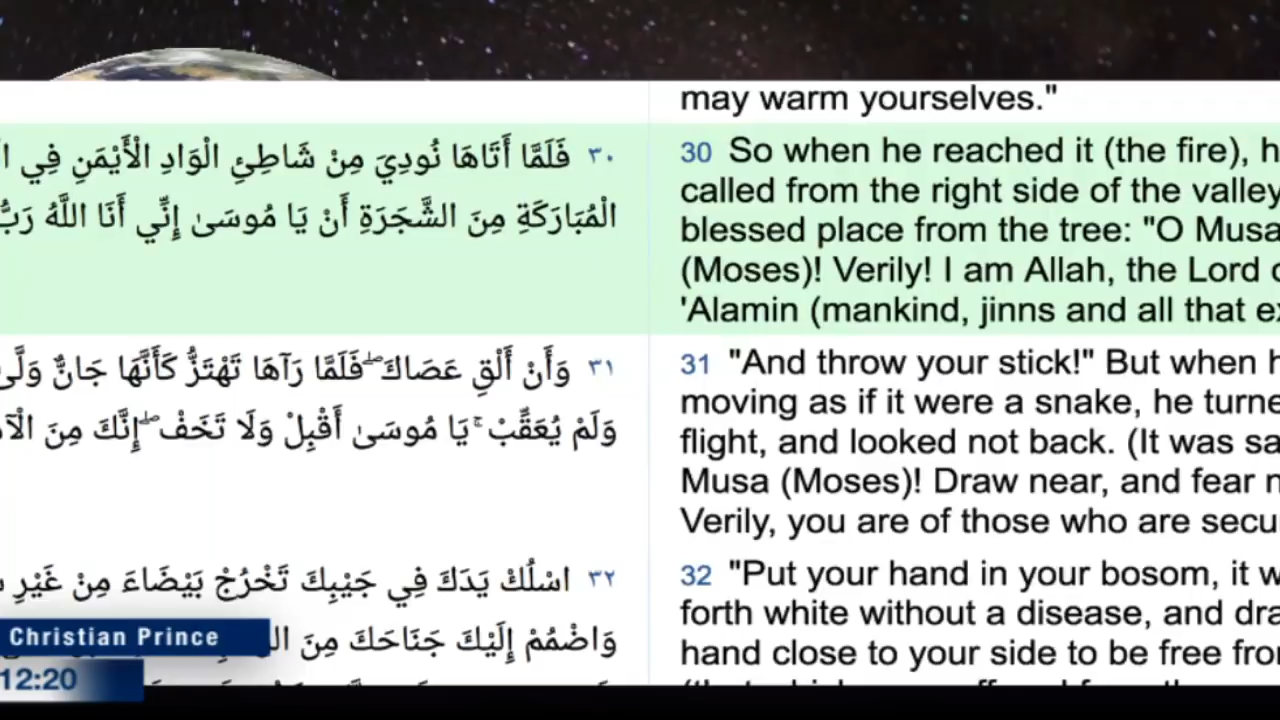 may warm yourselves."
٣٠ فَلَمَّا أَتَاهَا نُودِيَ مِنْ شَاطِئِ الْوَادِ الْأَيْمَنِ فِي
الْمُبَارَكَةِ مِنَ الشَّجَرَةِ أَنْ يَا مُوسَىٰ إِنِّي أَنَا اللَّهُ
30 So when he reached it (the fire), h
called from the right side of the valley
blessed place from the tree: "O Musa
(Moses)! Verily! I am Allah, the Lord o
'Alamin (mankind, jinns and all that ex
٣١ وَأَنْ أَلْقِ عَصَاكَ ۖ فَلَمَّا رَآهَا تَهْتَزُّ كَأَنَّهَا جَانٌّ وَلَّىٰ
وَلَمْ يُعَقِّبْ ۚ يَا مُوسَىٰ أَقْبِلْ وَلَا تَخَفْ ۖ إِنَّكَ مِنَ
31 "And throw your stick!" But when h
moving as if it were a snake, he turne
flight, and looked not back. (It was sa
Musa (Moses)! Draw near, and fear n
Verily, you are of those who are secu
٣٢ اسْلُكْ يَدَكَ فِي جَيْبِكَ تَخْرُجْ بَيْضَاءَ مِنْ غَيْرِ
وَاضْمُمْ إِلَيْكَ جَنَاحَكَ مِنَ
32 "Put your hand in your bosom, it w
forth white without a disease, and dra
hand close to your side to be free from
Christian Prince
12:20